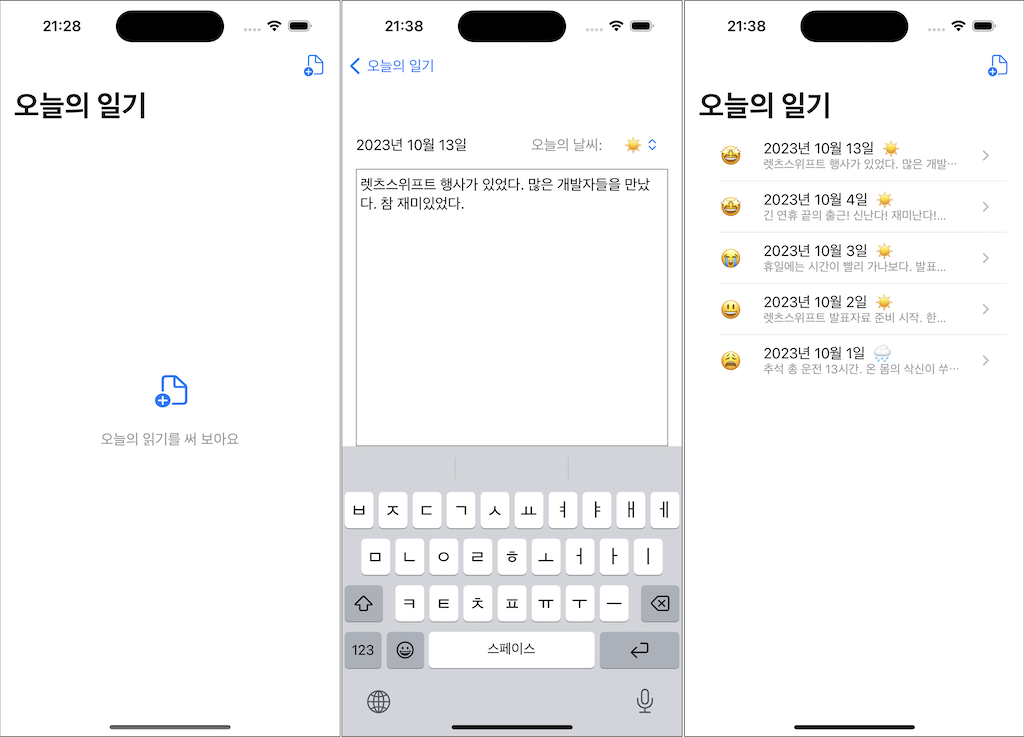 21:28
오늘의 일기
오늘의 읽기를 써 보아요
21:38
오늘의 일기
2023년 10월 13일 오늘의 날씨: ☀️
렛츠스위프트 행사가 있었다. 많은 개발자들을 만났
다. 참 재미있었다.
ㅂ ㅈ ㄷ ㄱ ㅅ ㅛ ㅕ ㅑ ㅐ ㅔ
ㅁ ㄴ ㅇ ㄹ ㅎ ㅗ ㅓ ㅏ ㅣ
ㅋ ㅌ ㅊ ㅍ ㅠ ㅜ ㅡ
123 스페이스
21:38
오늘의 일기
🤩 2023년 10월 13일 ☀️
렛츠스위프트 행사가 있었다. 많은 개발…
🤩 2023년 10월 4일 ☀️
긴 연휴 끝의 출근! 신난다! 재미난다!…
😭 2023년 10월 3일 ☀️
휴일에는 시간이 빨리 가나보다. 발표…
😃 2023년 10월 2일 ☀️
렛츠스위프트 발표자료 준비 시작. 한…
😩 2023년 10월 1일 🌧️
추석 총 운전 13시간. 온 몸의 삭신이 쑤…